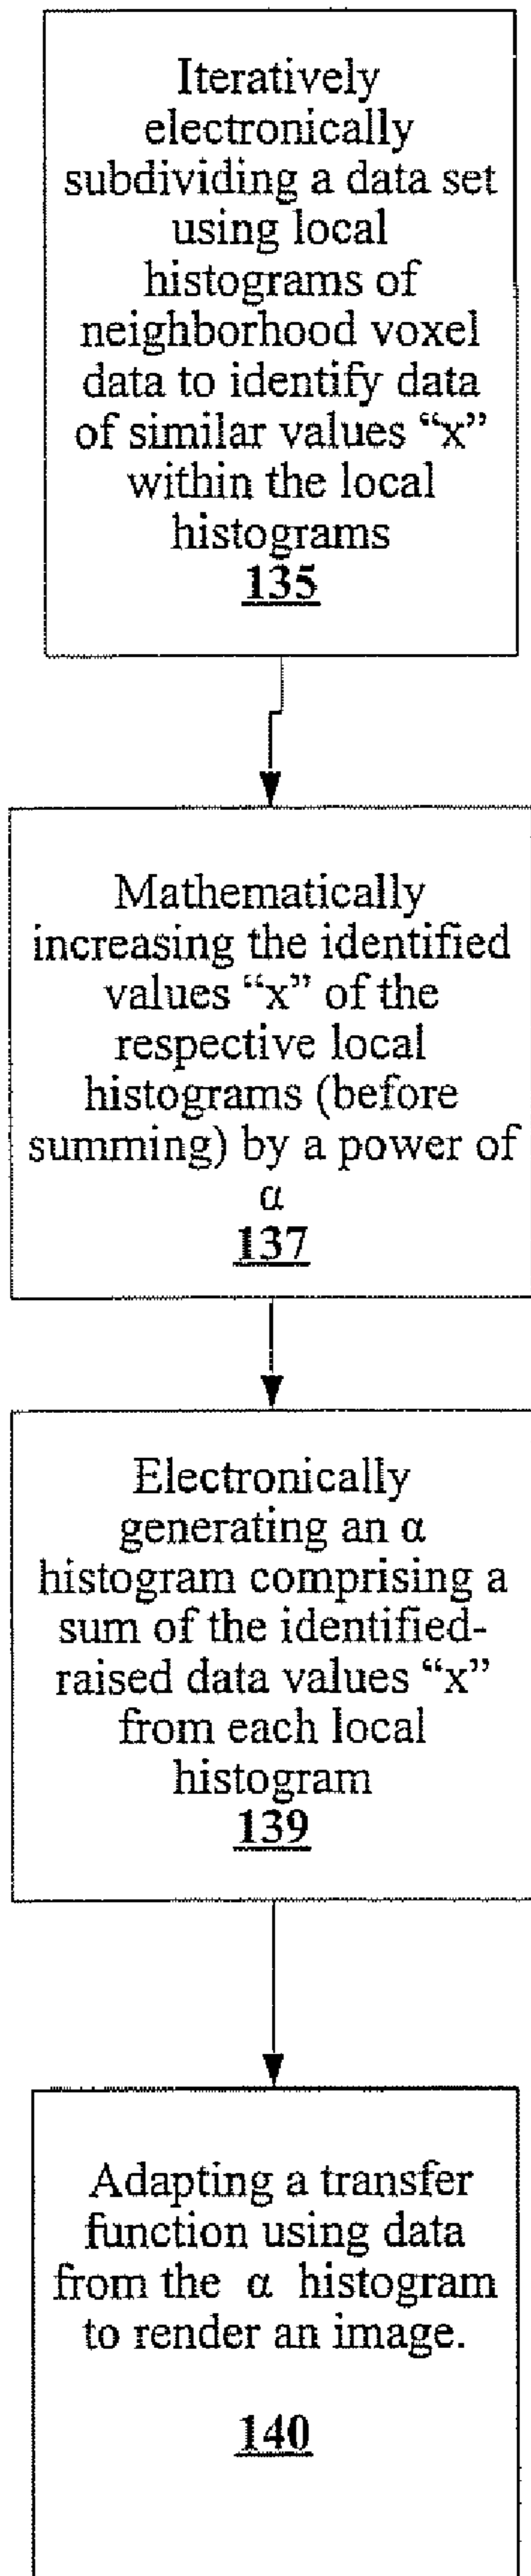 Iteratively
electronically
subdividing a data set
using local
histograms of
neighborhood voxel
data to identify data
of similar values “x”
within the local
histograms
135
Mathematically
increasing the identified
values “x” of the
respective local
histograms (before
summing) by a power of
α
137
Electronically
generating an α
histogram comprising a
sum of the identified-
raised data values “x”
from each local
histogram
139
Adapting a transfer
function using data
from the α histogram
to render an image.
140